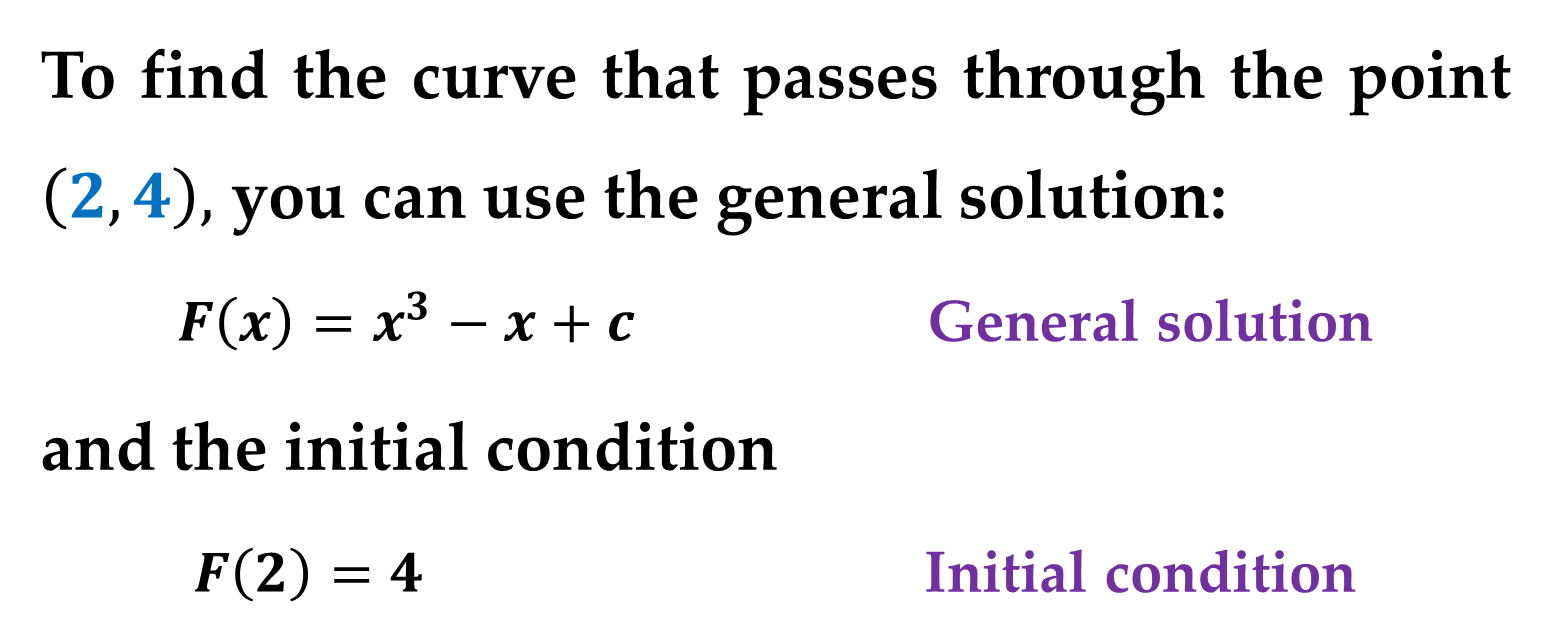 To find the curve that passes through the point
(2, 4), you can use the general solution:
F(x) = x³ − x + c General solution
and the initial condition
F(2) = 4 Initial condition